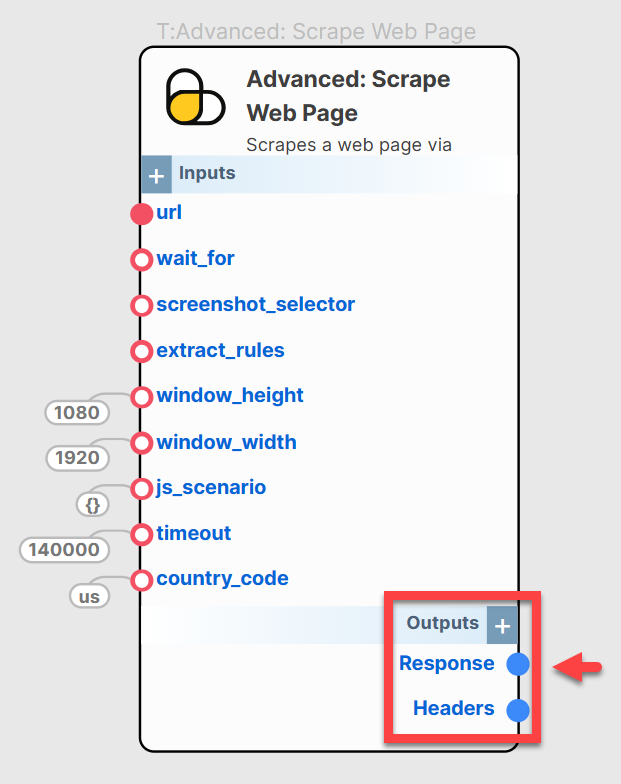 T:Advanced: Scrape Web Page
Advanced: Scrape
Web Page
Scrapes a web page via
+ Inputs
url
wait_for
screenshot_selector
extract_rules
window_height
1080
window_width
1920
js_scenario
{}
timeout
140000
country_code
us
Outputs +
Response
Headers